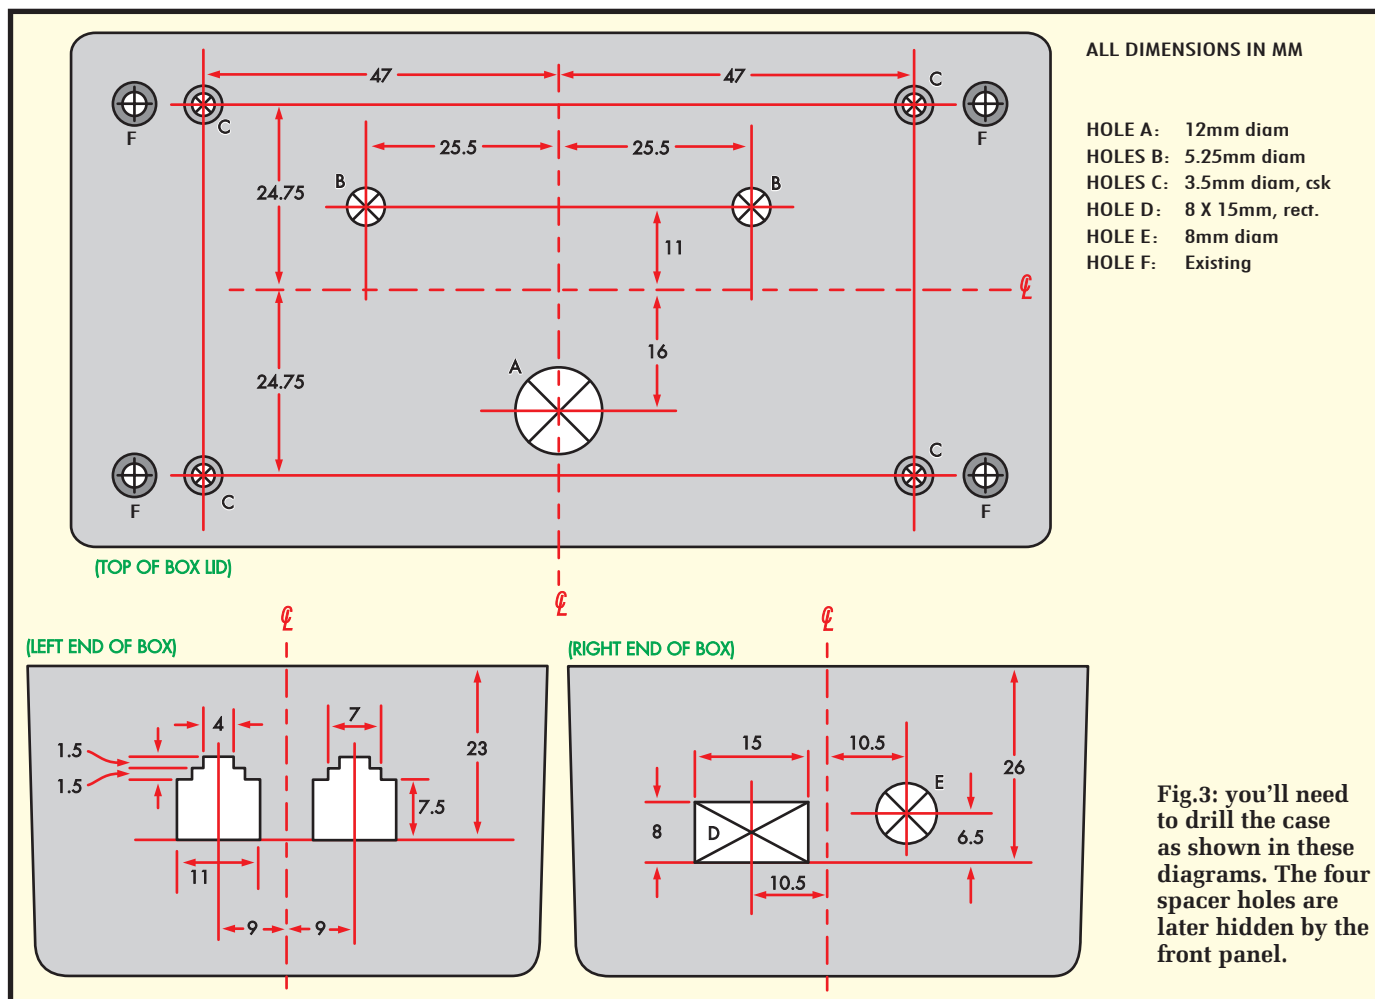 ALL DIMENSIONS IN MM
HOLE A: 12mm diam
HOLES B: 5.25mm diam
HOLES C: 3.5mm diam, csk
HOLE D: 8 X 15mm, rect.
HOLE E: 8mm diam
HOLE F: Existing
47
47
F
C
C
F
25.5
25.5
B
B
24.75
11
℄
24.75
16
A
F
C
C
F
(TOP OF BOX LID)
℄
℄
(LEFT END OF BOX)
4
7
1.5
1.5
23
7.5
11
9
9
℄
(RIGHT END OF BOX)
15
10.5
26
E
8
D
6.5
10.5
Fig.3: you’ll need
to drill the case
as shown in these
diagrams. The four
spacer holes are
later hidden by the
front panel.